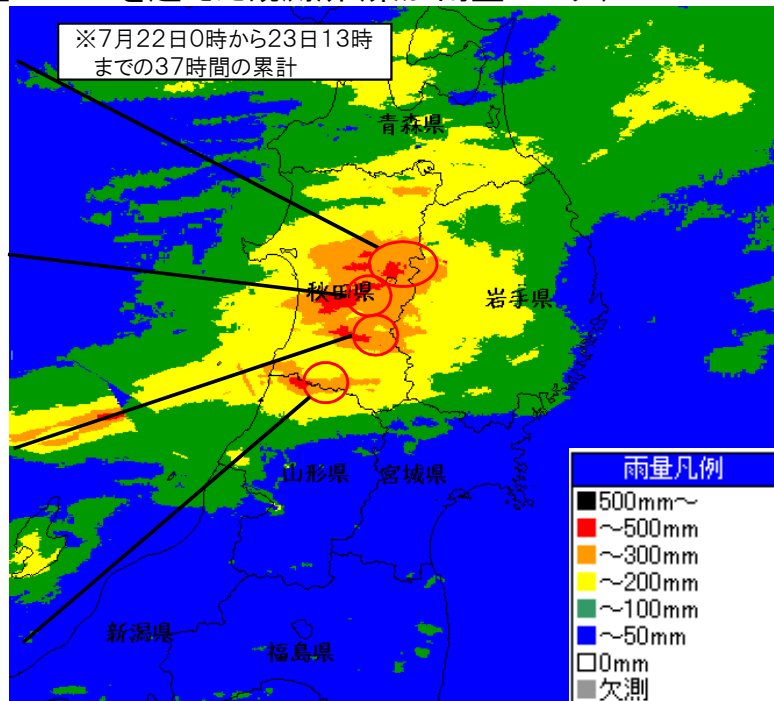 ※7月22日0時から23日13時
までの37時間の累計
青森県
秋田県
岩手県
山形県
宮城県
新潟県
福島県
雨量凡例
500mm～
～500mm
～300mm
～200mm
～100mm
～50mm
0mm
欠測